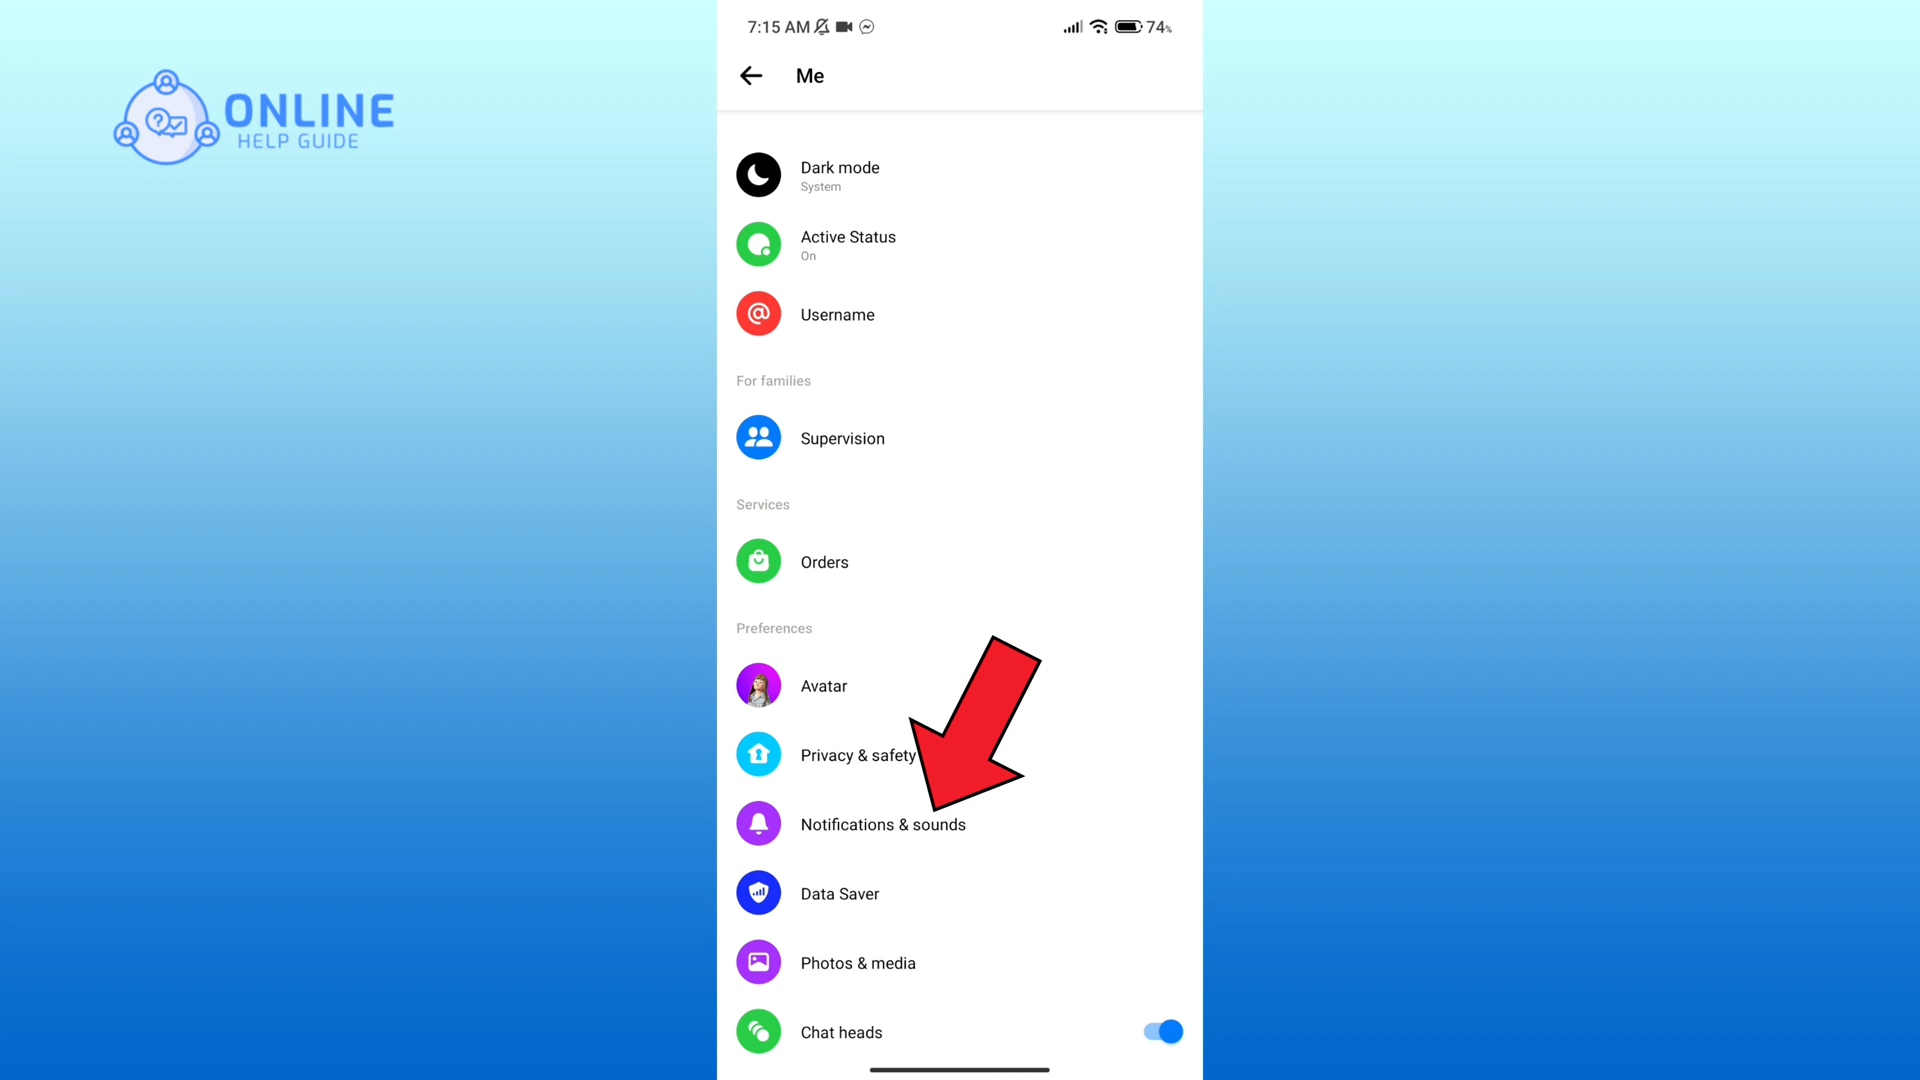 7:15 AM 74%
ONLINE
HELP GUIDE
Me
Dark mode
System
Active Status
On
Username
For families
Supervision
Services
Orders
Preferences
Avatar
Privacy & safety
Notifications & sounds
Data Saver
Photos & media
Chat heads